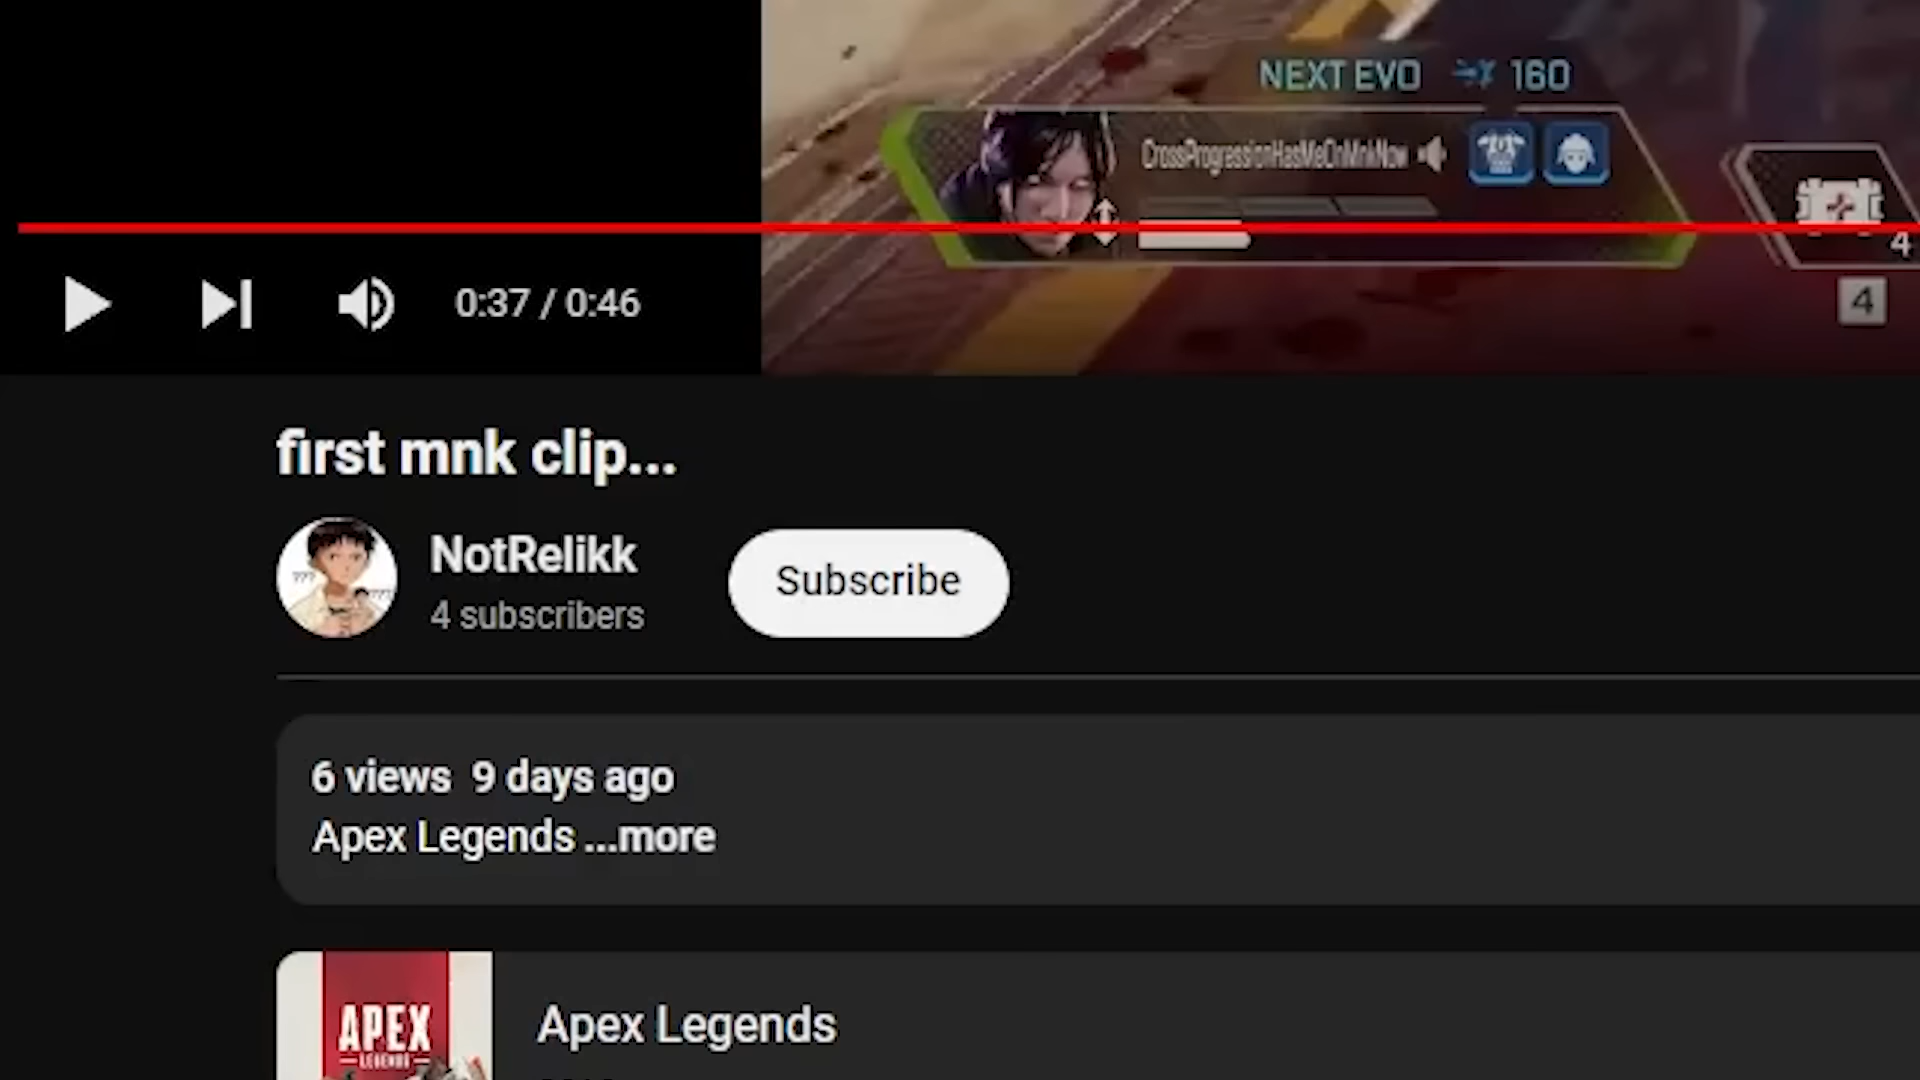 NEXT EVO 160
CrossProgressionHasMeOnMnkNow
4
4
0:37 / 0:46
first mnk clip...
NotRelikk
4 subscribers
Subscribe
???
???
6 views 9 days ago
Apex Legends ...more
APEX
LEGENDS
Apex Legends